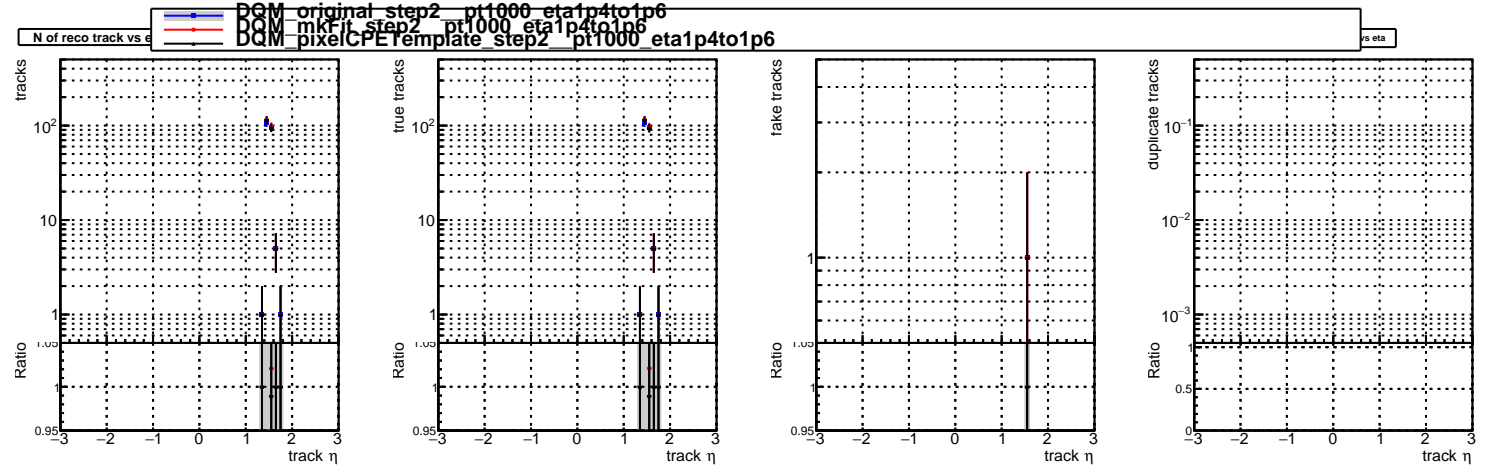 DQM_original_step2__pt1000_eta1p4to1p6
DQM_mkFit_step2__pt1000_eta1p4to1p6
DQM_pixelCPETemplate_step2__pt1000_eta1p4to1p6
N of reco track vs e
vs eta
tracks
10²
10
1
Ratio
1.05
1
0.95
−3 −2 −1 0 1 2 3
track η
true tracks
10²
10
1
Ratio
1.05
1
0.95
−3 −2 −1 0 1 2 3
track η
fake tracks
1
Ratio
1.05
1
0.95
−3 −2 −1 0 1 2 3
track η
duplicate tracks
10⁻¹
10⁻²
10⁻³
Ratio
1
0.5
0
−3 −2 −1 0 1 2 3
track η